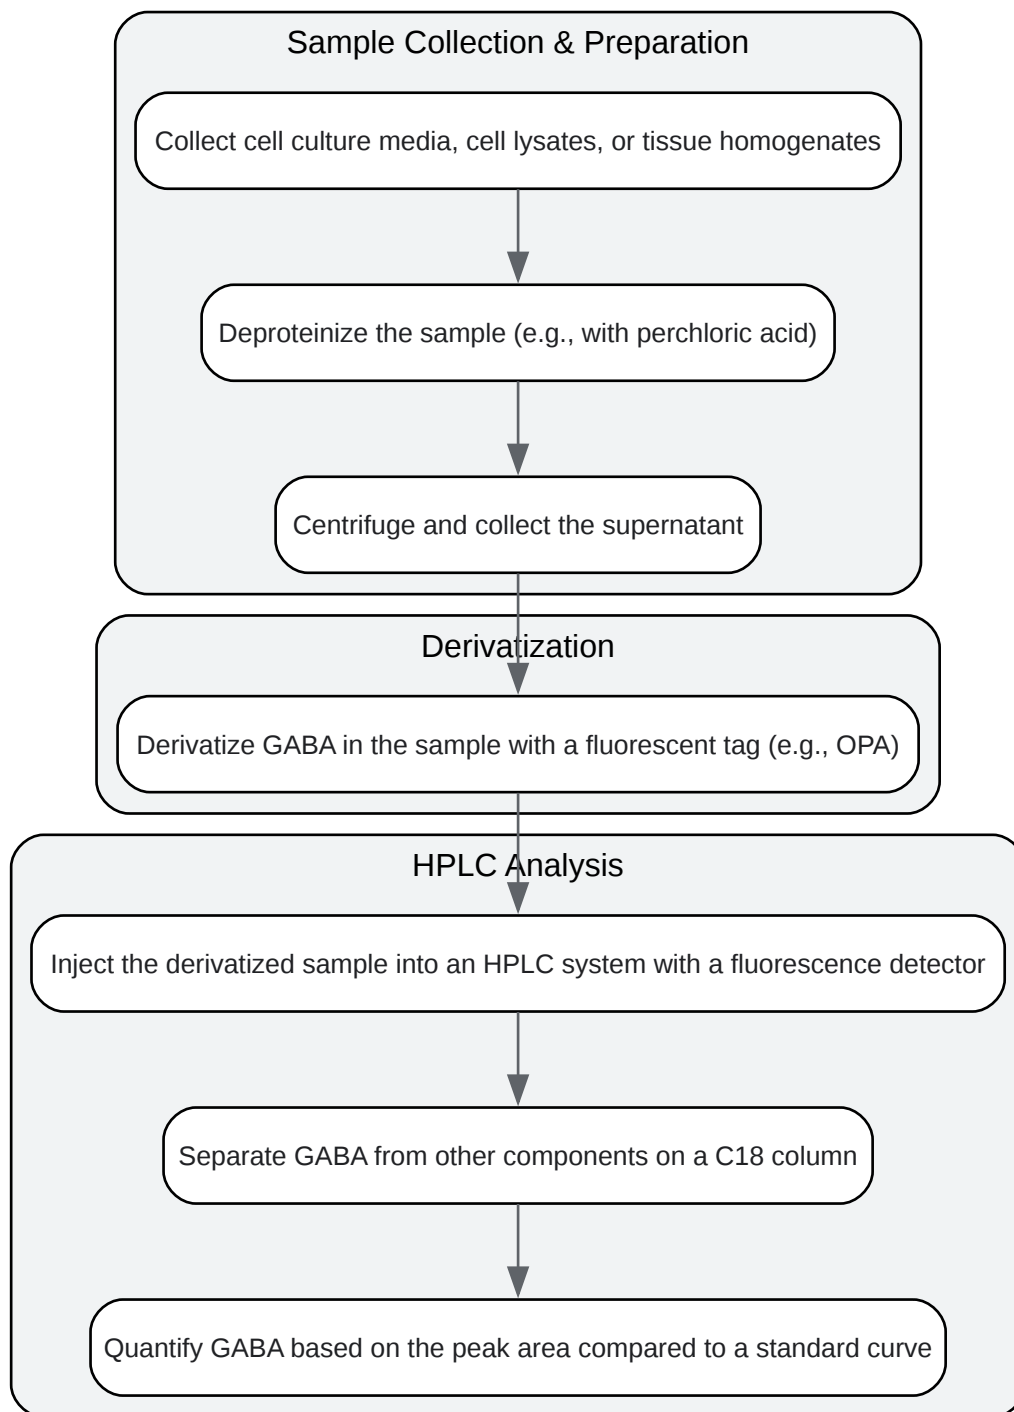 Sample Collection & Preparation
Collect cell culture media, cell lysates, or tissue homogenates
Deproteinize the sample (e.g., with perchloric acid)
Centrifuge and collect the supernatant
Derivatization
Derivatize GABA in the sample with a fluorescent tag (e.g., OPA)
HPLC Analysis
Inject the derivatized sample into an HPLC system with a fluorescence detector
Separate GABA from other components on a C18 column
Quantify GABA based on the peak area compared to a standard curve